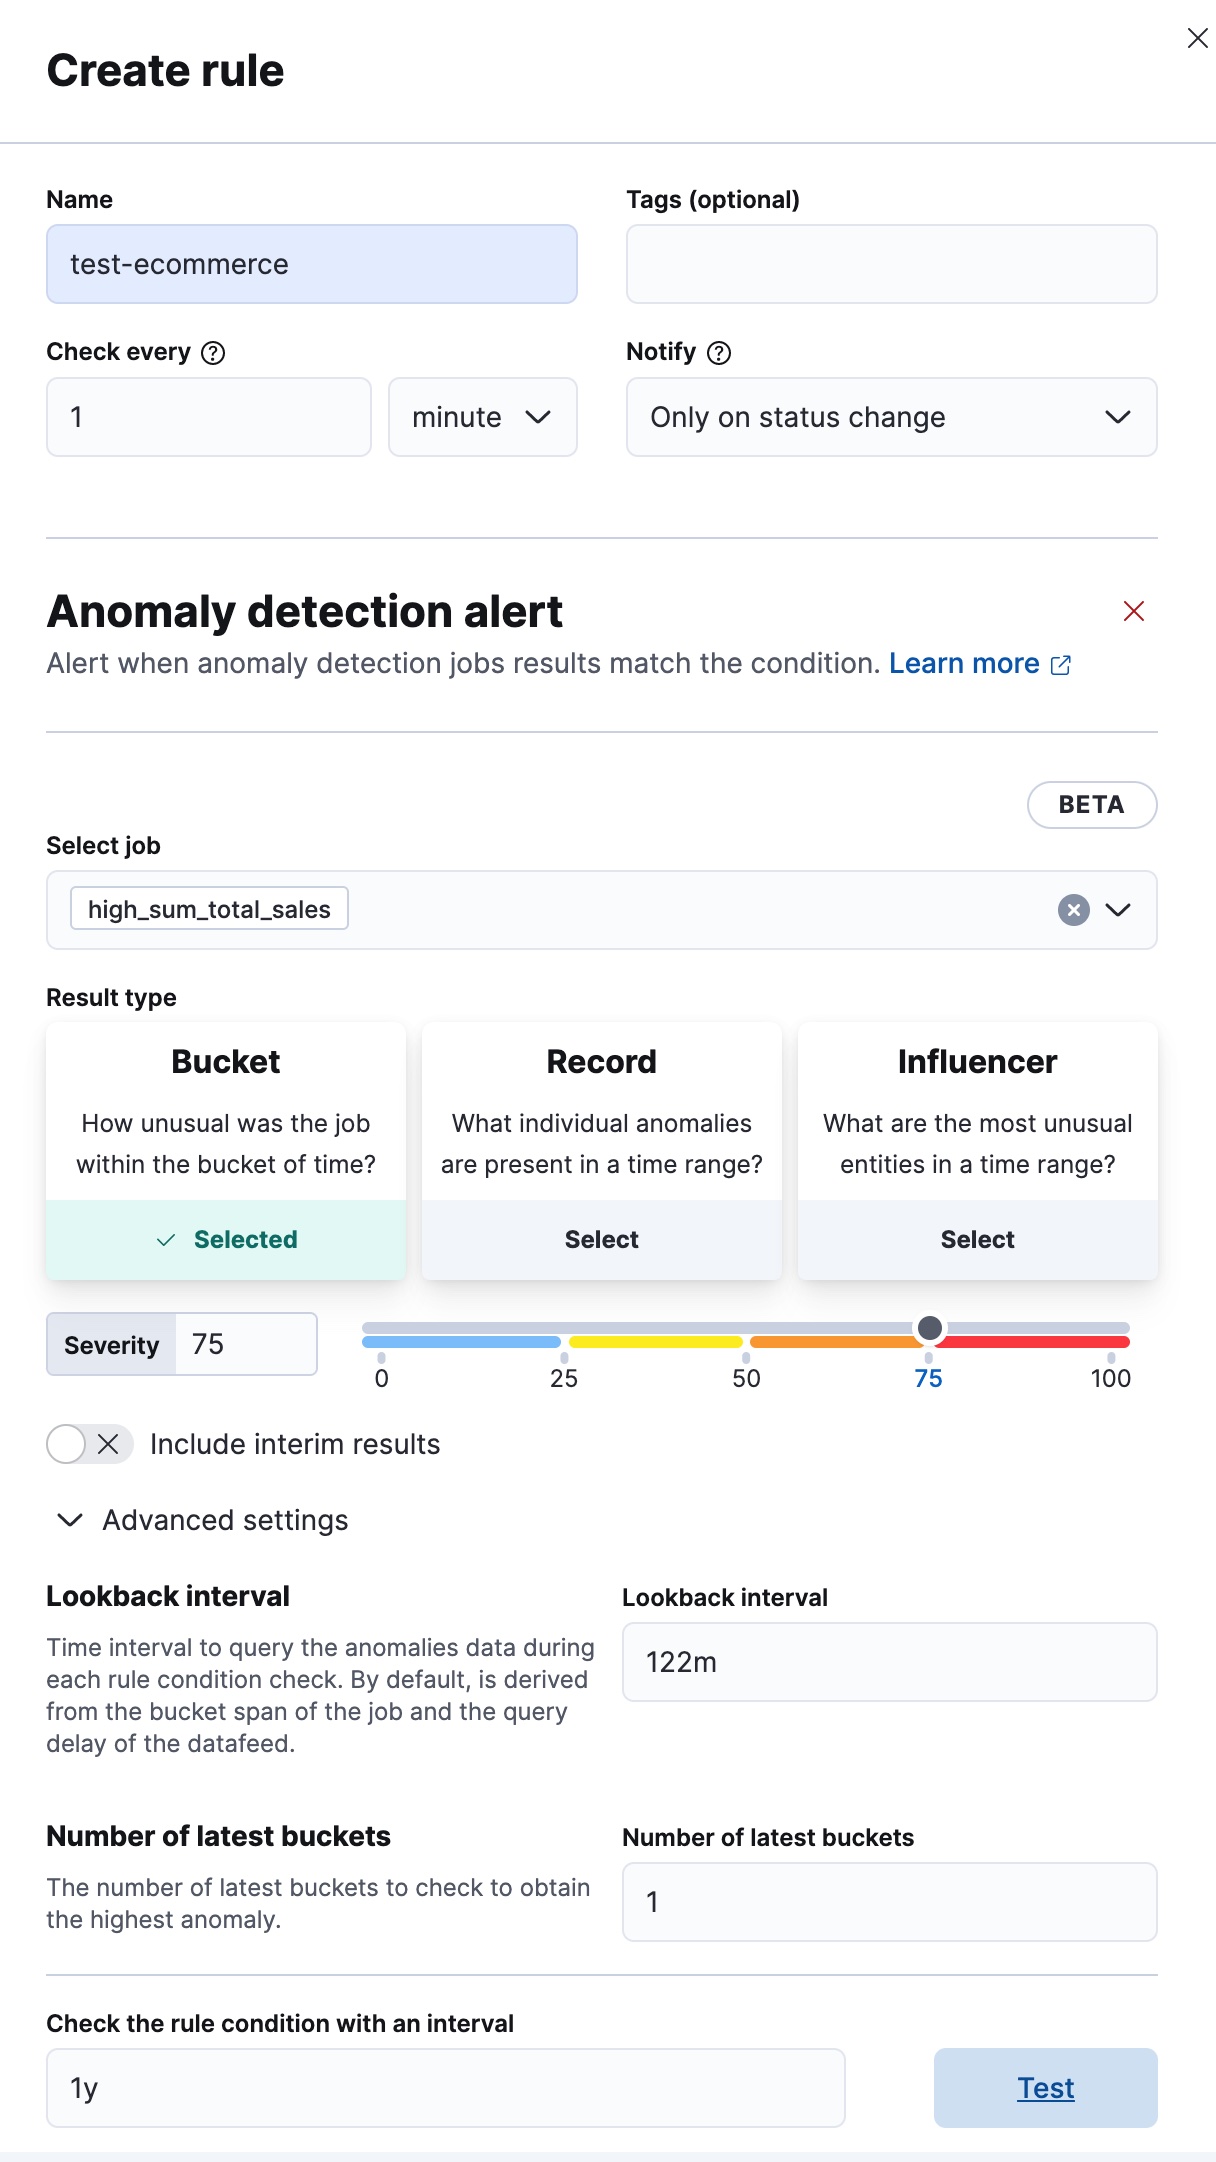 Create rule
Name
Tags (optional)
test-ecommerce
Check every
Notify
1
minute
Only on status change
Anomaly detection alert
Alert when anomaly detection jobs results match the condition. Learn more
BETA
Select job
high_sum_total_sales
Result type
Bucket
How unusual was the job
within the bucket of time?
Selected
Record
What individual anomalies
are present in a time range?
Select
Influencer
What are the most unusual
entities in a time range?
Select
Severity
75
0
25
50
75
100
Include interim results
Advanced settings
Lookback interval
Time interval to query the anomalies data during
each rule condition check. By default, is derived
from the bucket span of the job and the query
delay of the datafeed.
Lookback interval
122m
Number of latest buckets
The number of latest buckets to check to obtain
the highest anomaly.
Number of latest buckets
1
Check the rule condition with an interval
1y
Test